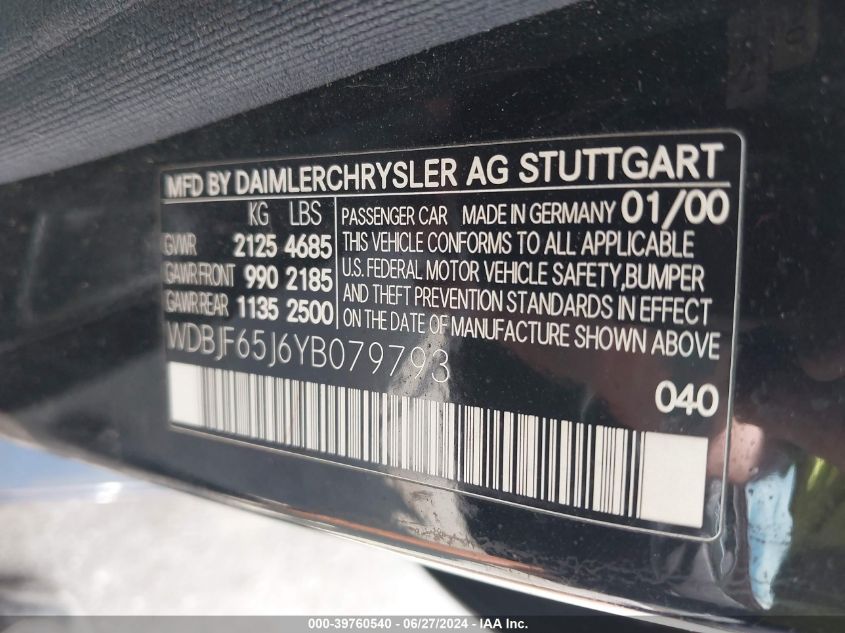 MFD BY DAIMLERCHRYSLER AG STUTTGART
KG LBS
GVWR 2125 4685
GAWR FRONT 990 2185
GAWR REAR 1135 2500
PASSENGER CAR MADE IN GERMANY 01/00
THIS VEHICLE CONFORMS TO ALL APPLICABLE
U.S. FEDERAL MOTOR VEHICLE SAFETY,BUMPER
AND THEFT PREVENTION STANDARDS IN EFFECT
ON THE DATE OF MANUFACTURE SHOWN ABOVE
WDBJF65J6YB079793
040
000-39760540 - 06/27/2024 - IAA Inc.